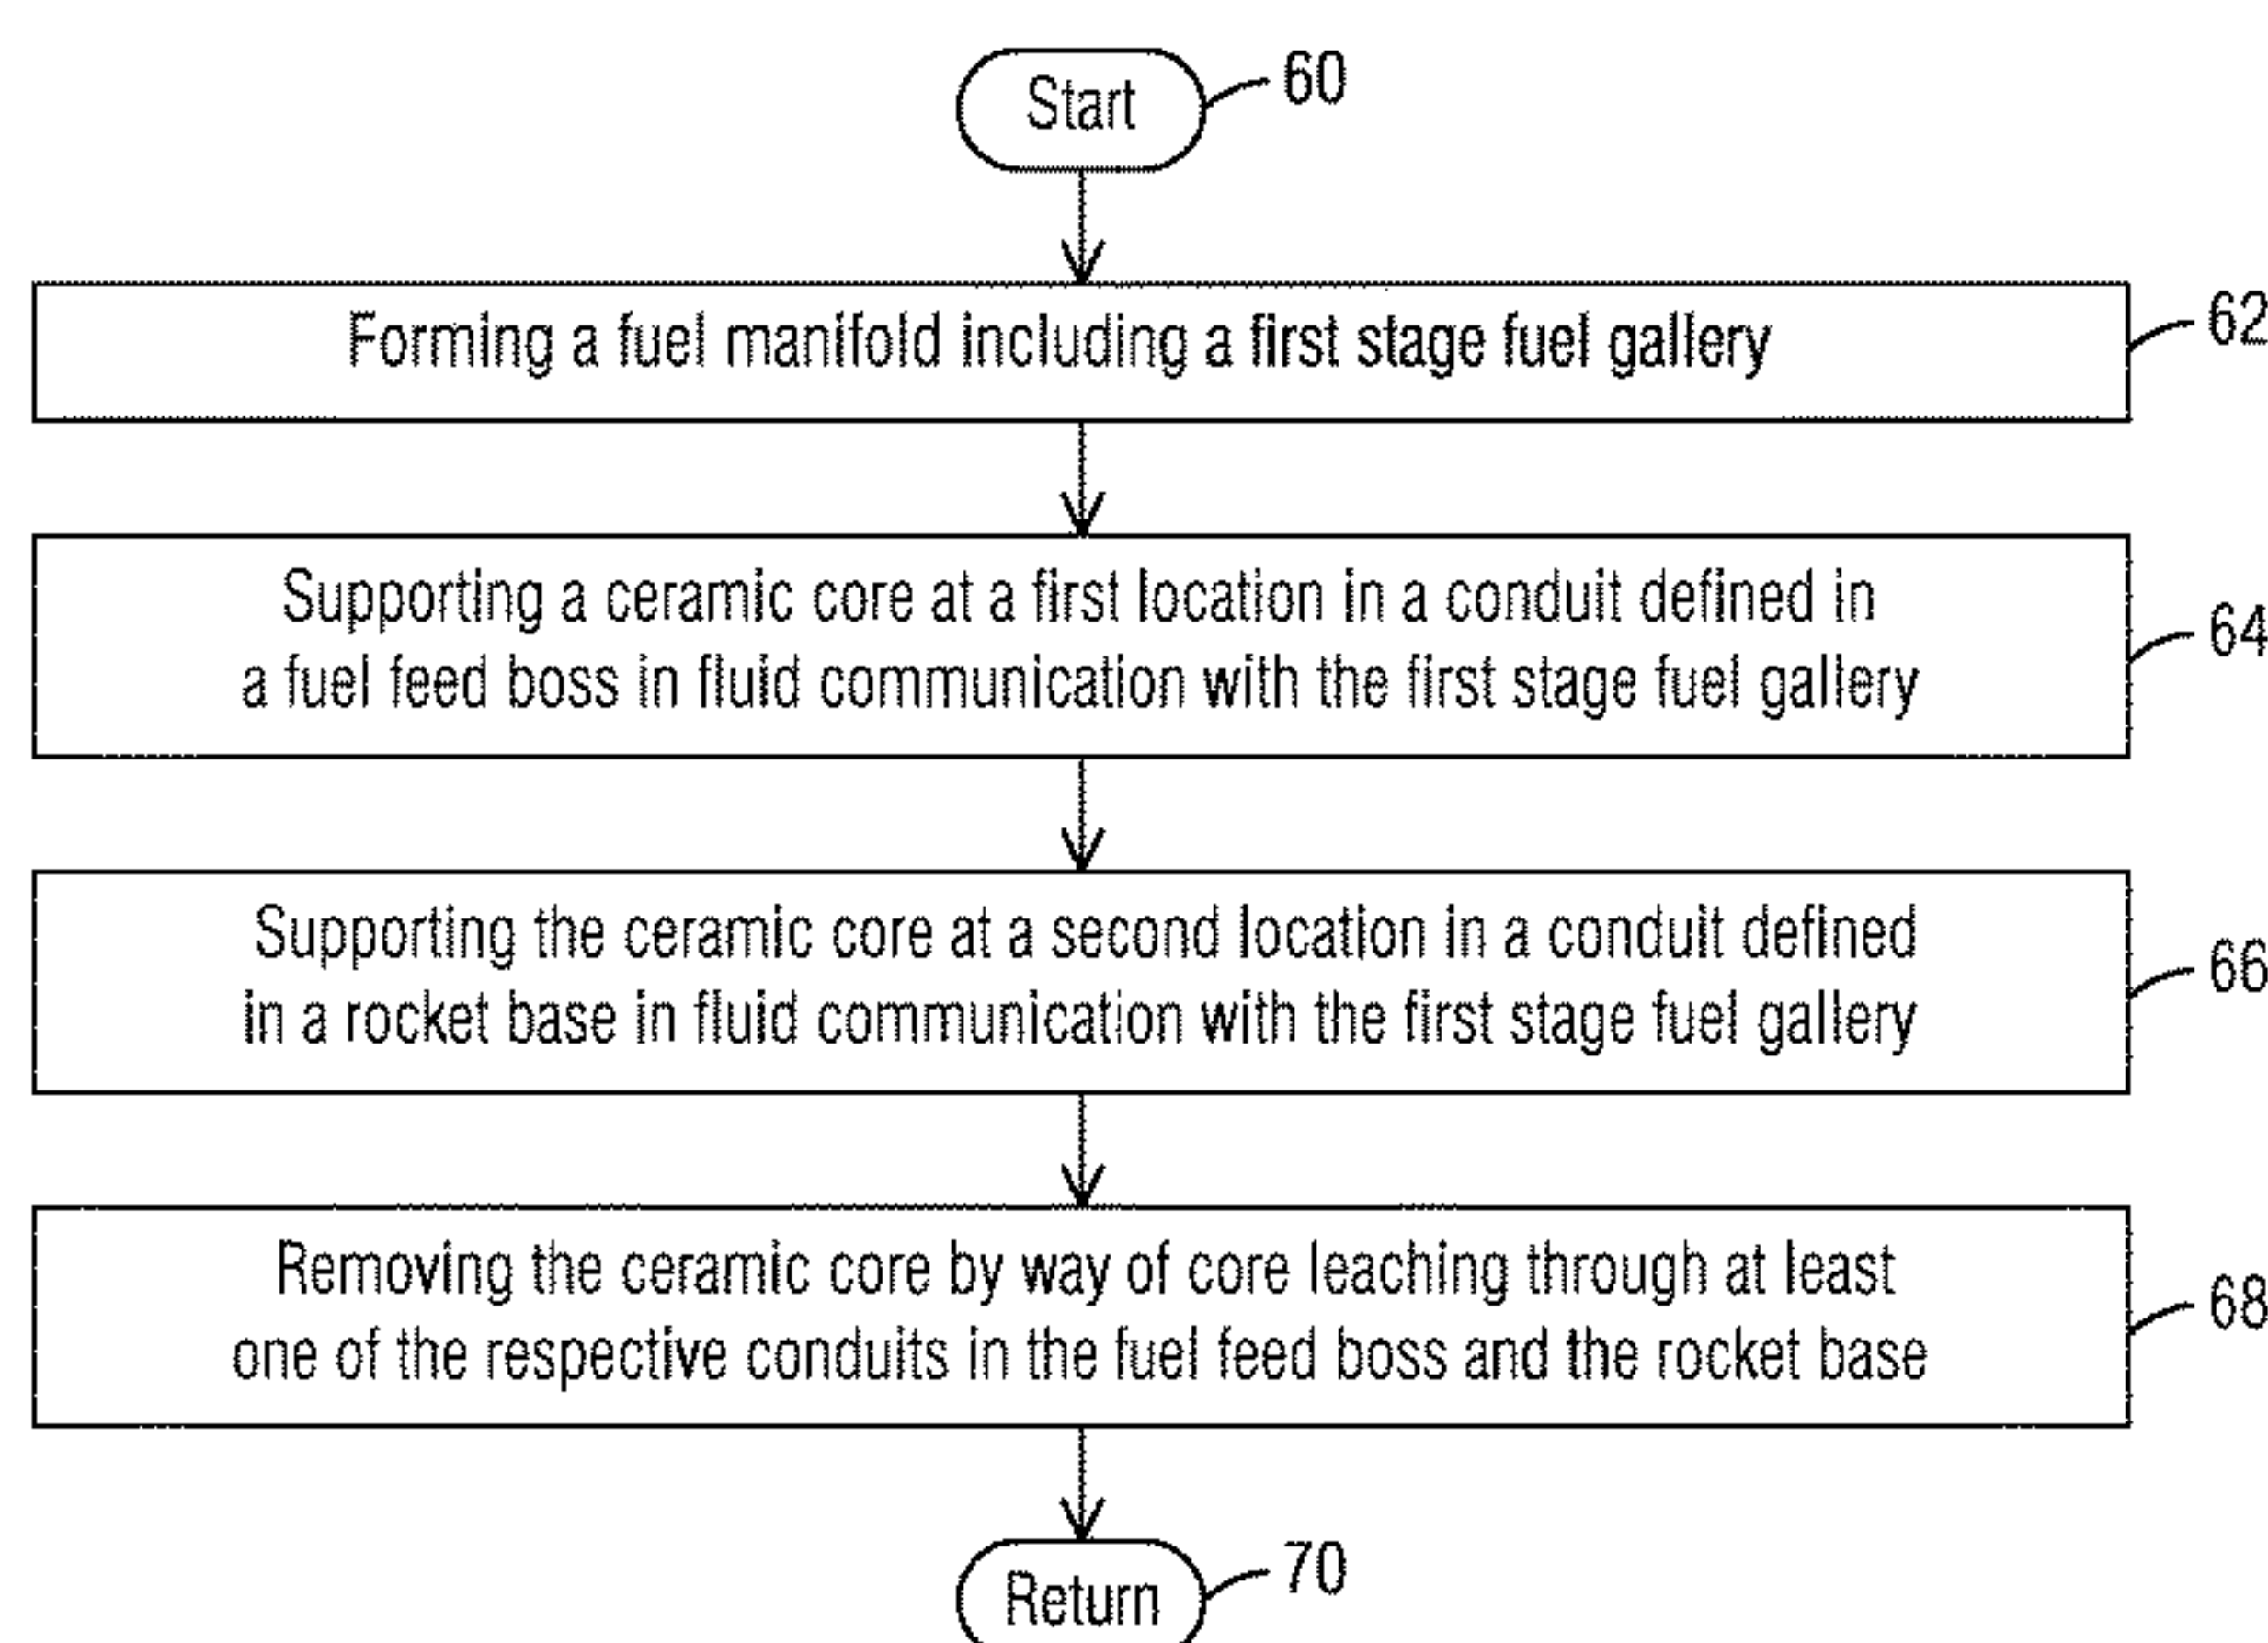 Start
60
Forming a fuel manifold including a first stage fuel gallery
62
Supporting a ceramic core at a first location in a conduit defined in
a fuel feed boss in fluid communication with the first stage fuel gallery
64
Supporting the ceramic core at a second location in a conduit defined
in a rocket base in fluid communication with the first stage fuel gallery
66
Removing the ceramic core by way of core leaching through at least
one of the respective conduits in the fuel feed boss and the rocket base
68
Return
70